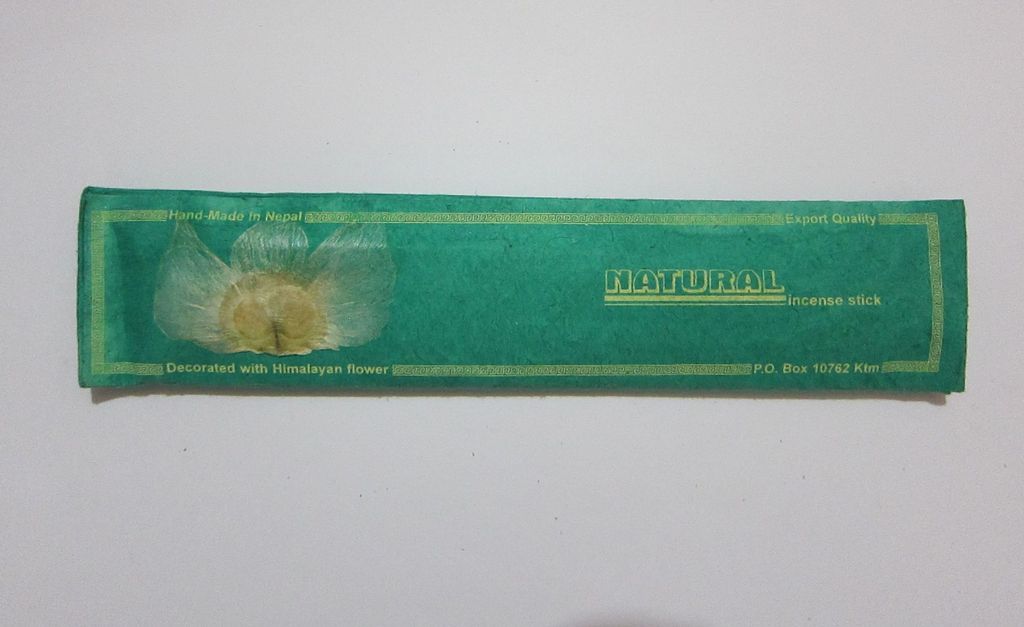 Hand-Made In Nepal
Export Quality
NATURAL
incense stick
Decorated with Himalayan flower
P.O. Box 10762 Ktm